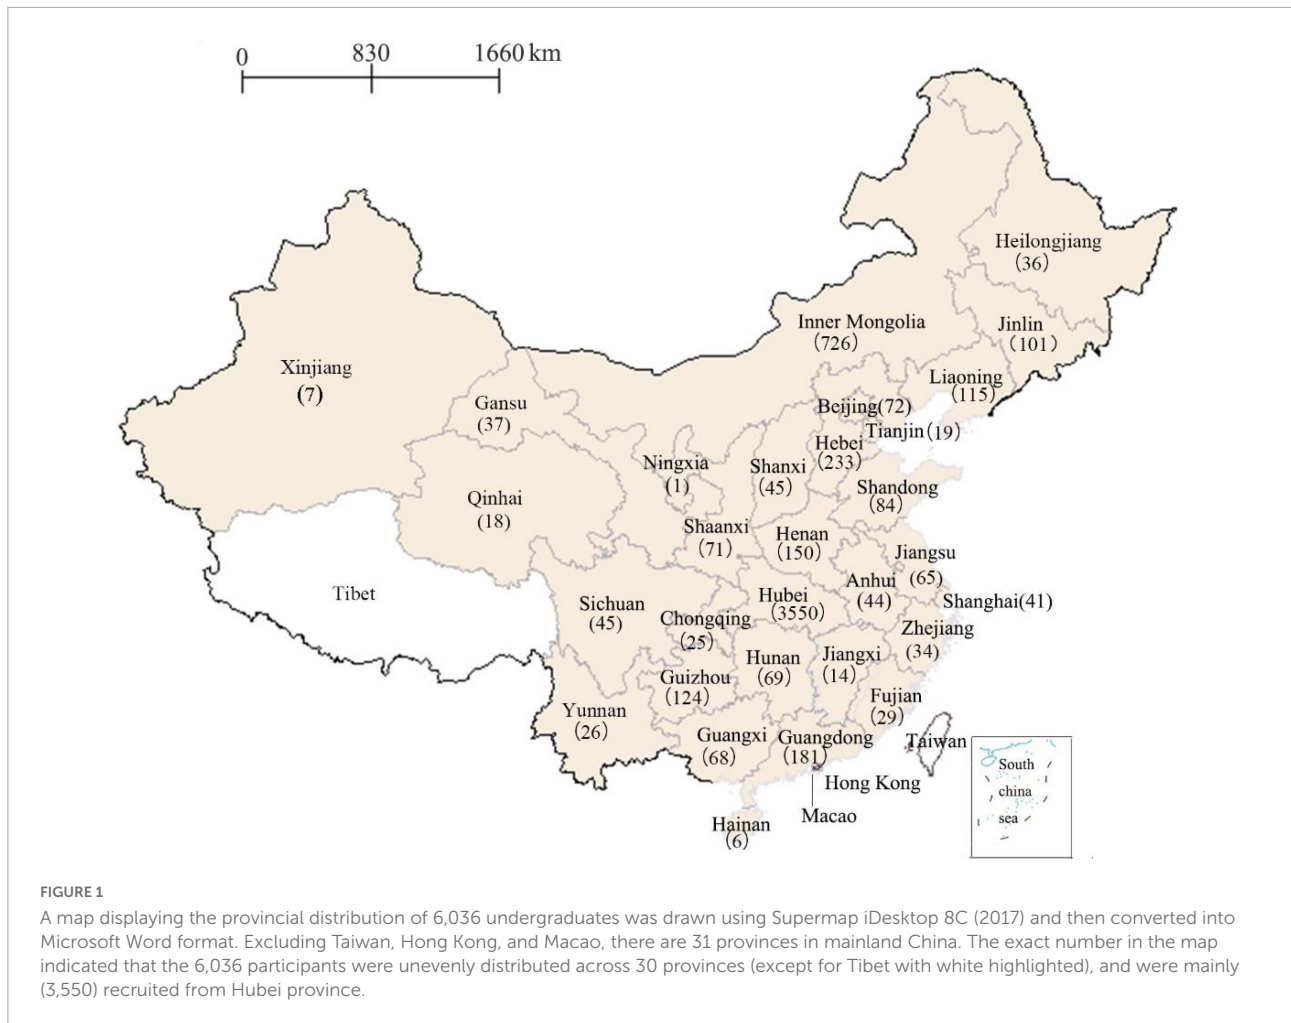 0 830 1660 km
Heilongjiang
(36)
Inner Mongolia
(726)
Jinlin
(101)
Xinjiang
(7)
Liaoning
(115)
Gansu
(37)
Beijing(72)
Tianjin(19)
Hebei
(233)
Ningxia
(1)
Shanxi
(45)
Shandong
(84)
Qinhai
(18)
Shaanxi
(71)
Henan
(150)
Jiangsu
(65)
Tibet
Anhui
(44)
Hubei
(3550)
Shanghai(41)
Sichuan
(45)
Chongqing
(25)
Zhejiang
(34)
Hunan
(69)
Jiangxi
(14)
Guizhou
(124)
Fujian
(29)
Yunnan
(26)
Guangxi
(68)
Guangdong
(181)
Taiwan
Hong Kong
Macao
Hainan
(6)
South
china
sea
FIGURE 1
A map displaying the provincial distribution of 6,036 undergraduates was drawn using Supermap iDesktop 8C (2017) and then converted into
Microsoft Word format. Excluding Taiwan, Hong Kong, and Macao, there are 31 provinces in mainland China. The exact number in the map
indicated that the 6,036 participants were unevenly distributed across 30 provinces (except for Tibet with white highlighted), and were mainly
(3,550) recruited from Hubei province.